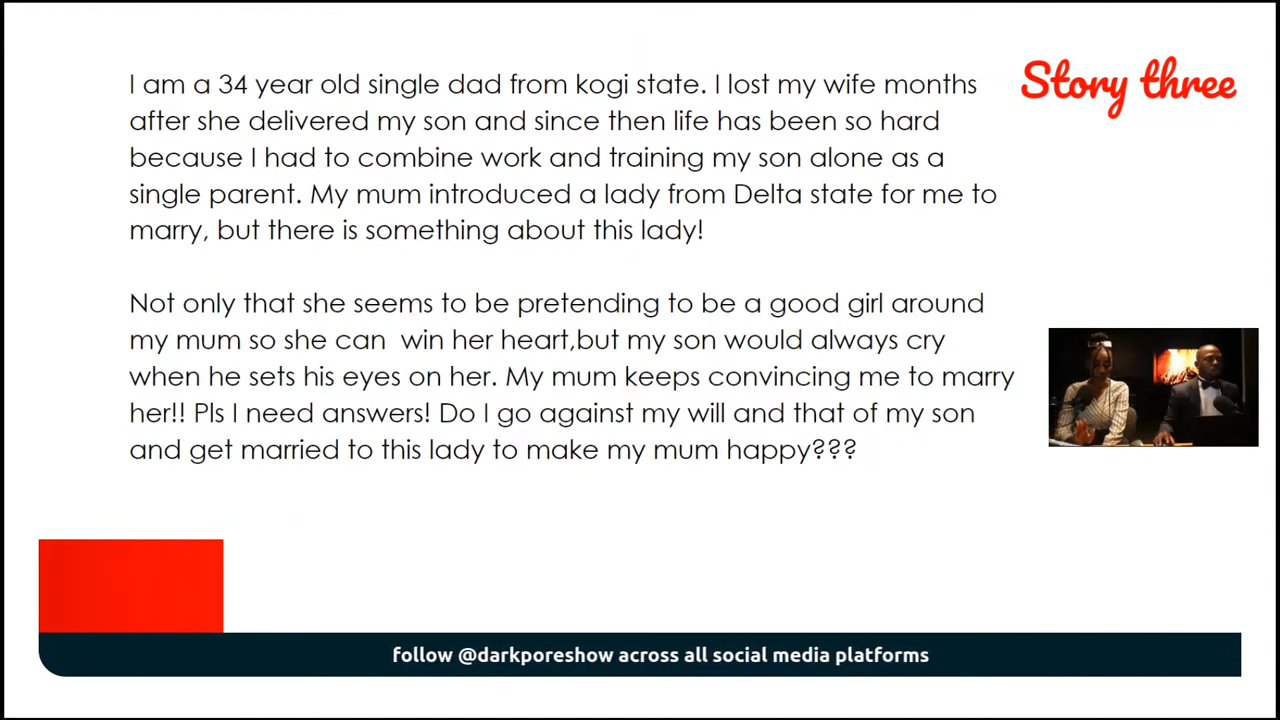 Story three
I am a 34 year old single dad from kogi state. I lost my wife months
after she delivered my son and since then life has been so hard
because I had to combine work and training my son alone as a
single parent. My mum introduced a lady from Delta state for me to
marry, but there is something about this lady!
Not only that she seems to be pretending to be a good girl around
my mum so she can  win her heart,but my son would always cry
when he sets his eyes on her. My mum keeps convincing me to marry
her!! Pls I need answers! Do I go against my will and that of my son
and get married to this lady to make my mum happy???
follow @darkporeshow across all social media platforms